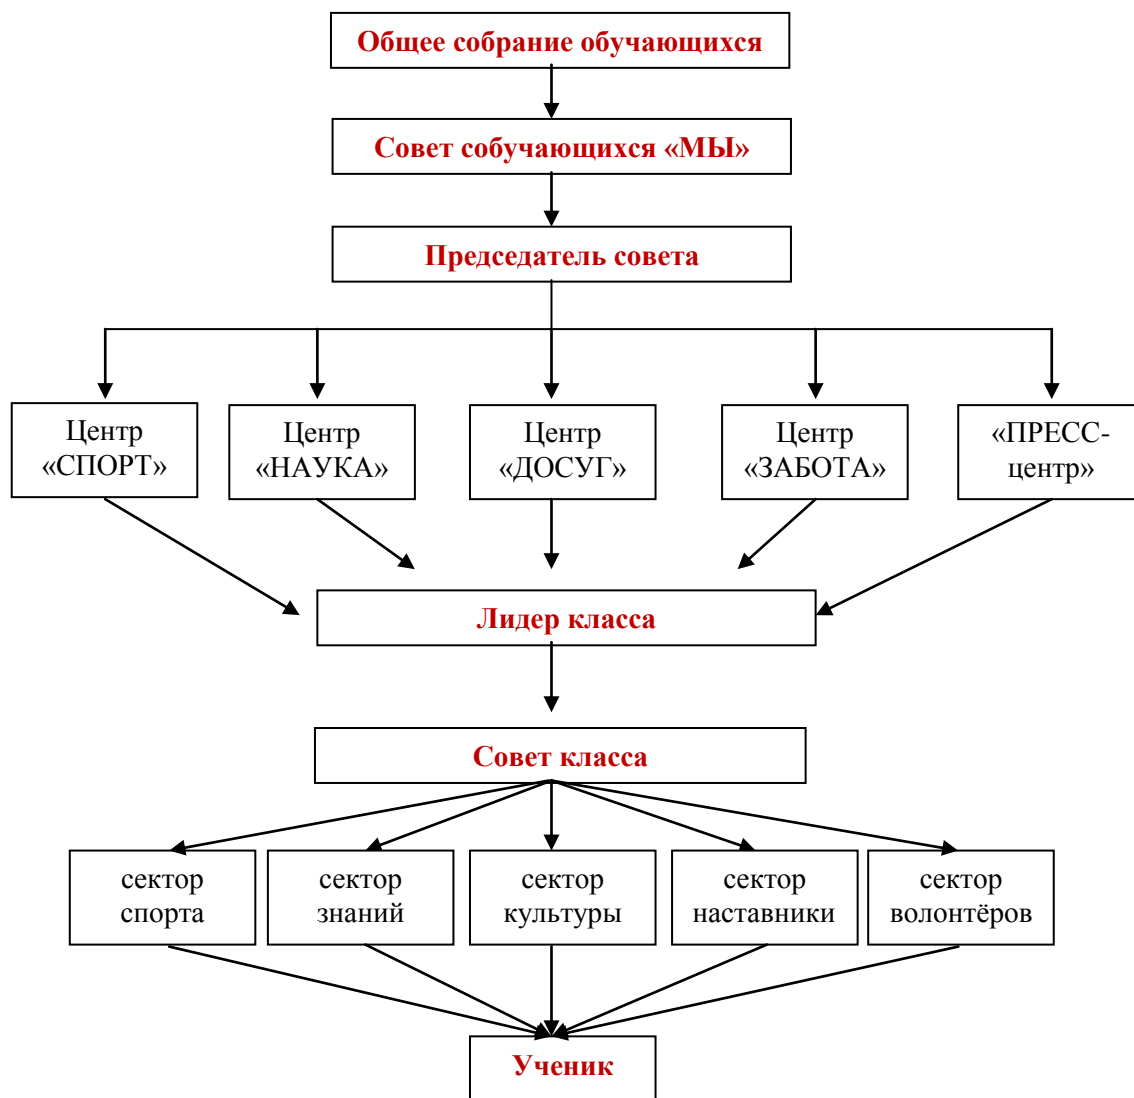 Общее собрание обучающихся
Совет собучающихся «МЫ»
Председатель совета
Центр
«СПОРТ»
Центр
«НАУКА»
Центр
«ДОСУГ»
Центр
«ЗАБОТА»
«ПРЕСС-
центр»
Лидер класса
Совет класса
сектор
спорта
сектор
знаний
сектор
культуры
сектор
наставники
сектор
волонтёров
Ученик